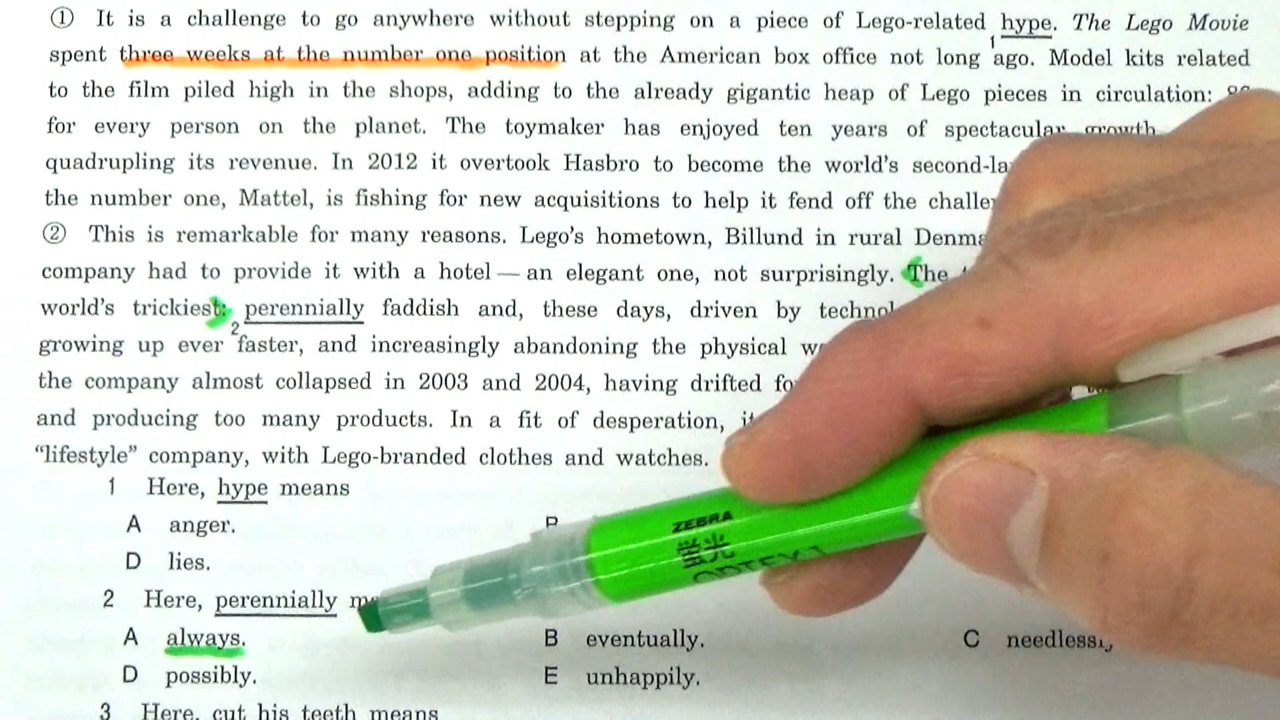 ① It is a challenge to go anywhere without stepping on a piece of Lego-related hype. The Lego Movie
spent three weeks at the number one position at the American box office not long ago. Model kits related
1
to the film piled high in the shops, adding to the already gigantic heap of Lego pieces in circulation:
for every person on the planet. The toymaker has enjoyed ten years of spectacular growth
quadrupling its revenue. In 2012 it overtook Hasbro to become the world's second-la
the number one, Mattel, is fishing for new acquisitions to help it fend off the challe
② This is remarkable for many reasons. Lego's hometown, Billund in rural Denma
company had to provide it with a hotel — an elegant one, not surprisingly. The
world's trickiest: perennially faddish and, these days, driven by technol
2
growing up ever faster, and increasingly abandoning the physical w
the company almost collapsed in 2003 and 2004, having drifted fo
and producing too many products. In a fit of desperation, it
"lifestyle" company, with Lego-branded clothes and watches.
1 Here, hype means
A anger. B
D lies.
2 Here, perennially m
A always. B eventually. C needless
D possibly. E unhappily.
3 Here, cut his teeth means
ZEBRA
蛍光
OPTEX 1